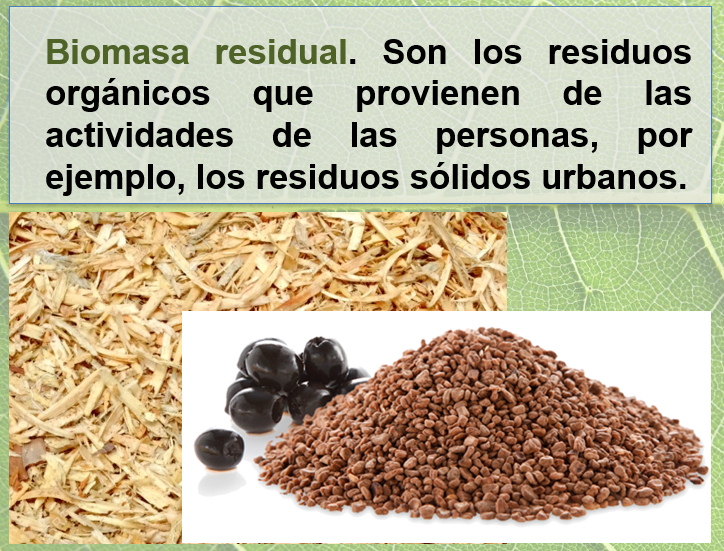 Biomasa residual. Son los residuos
orgánicos que provienen de las
actividades de las personas, por
ejemplo, los residuos sólidos urbanos.